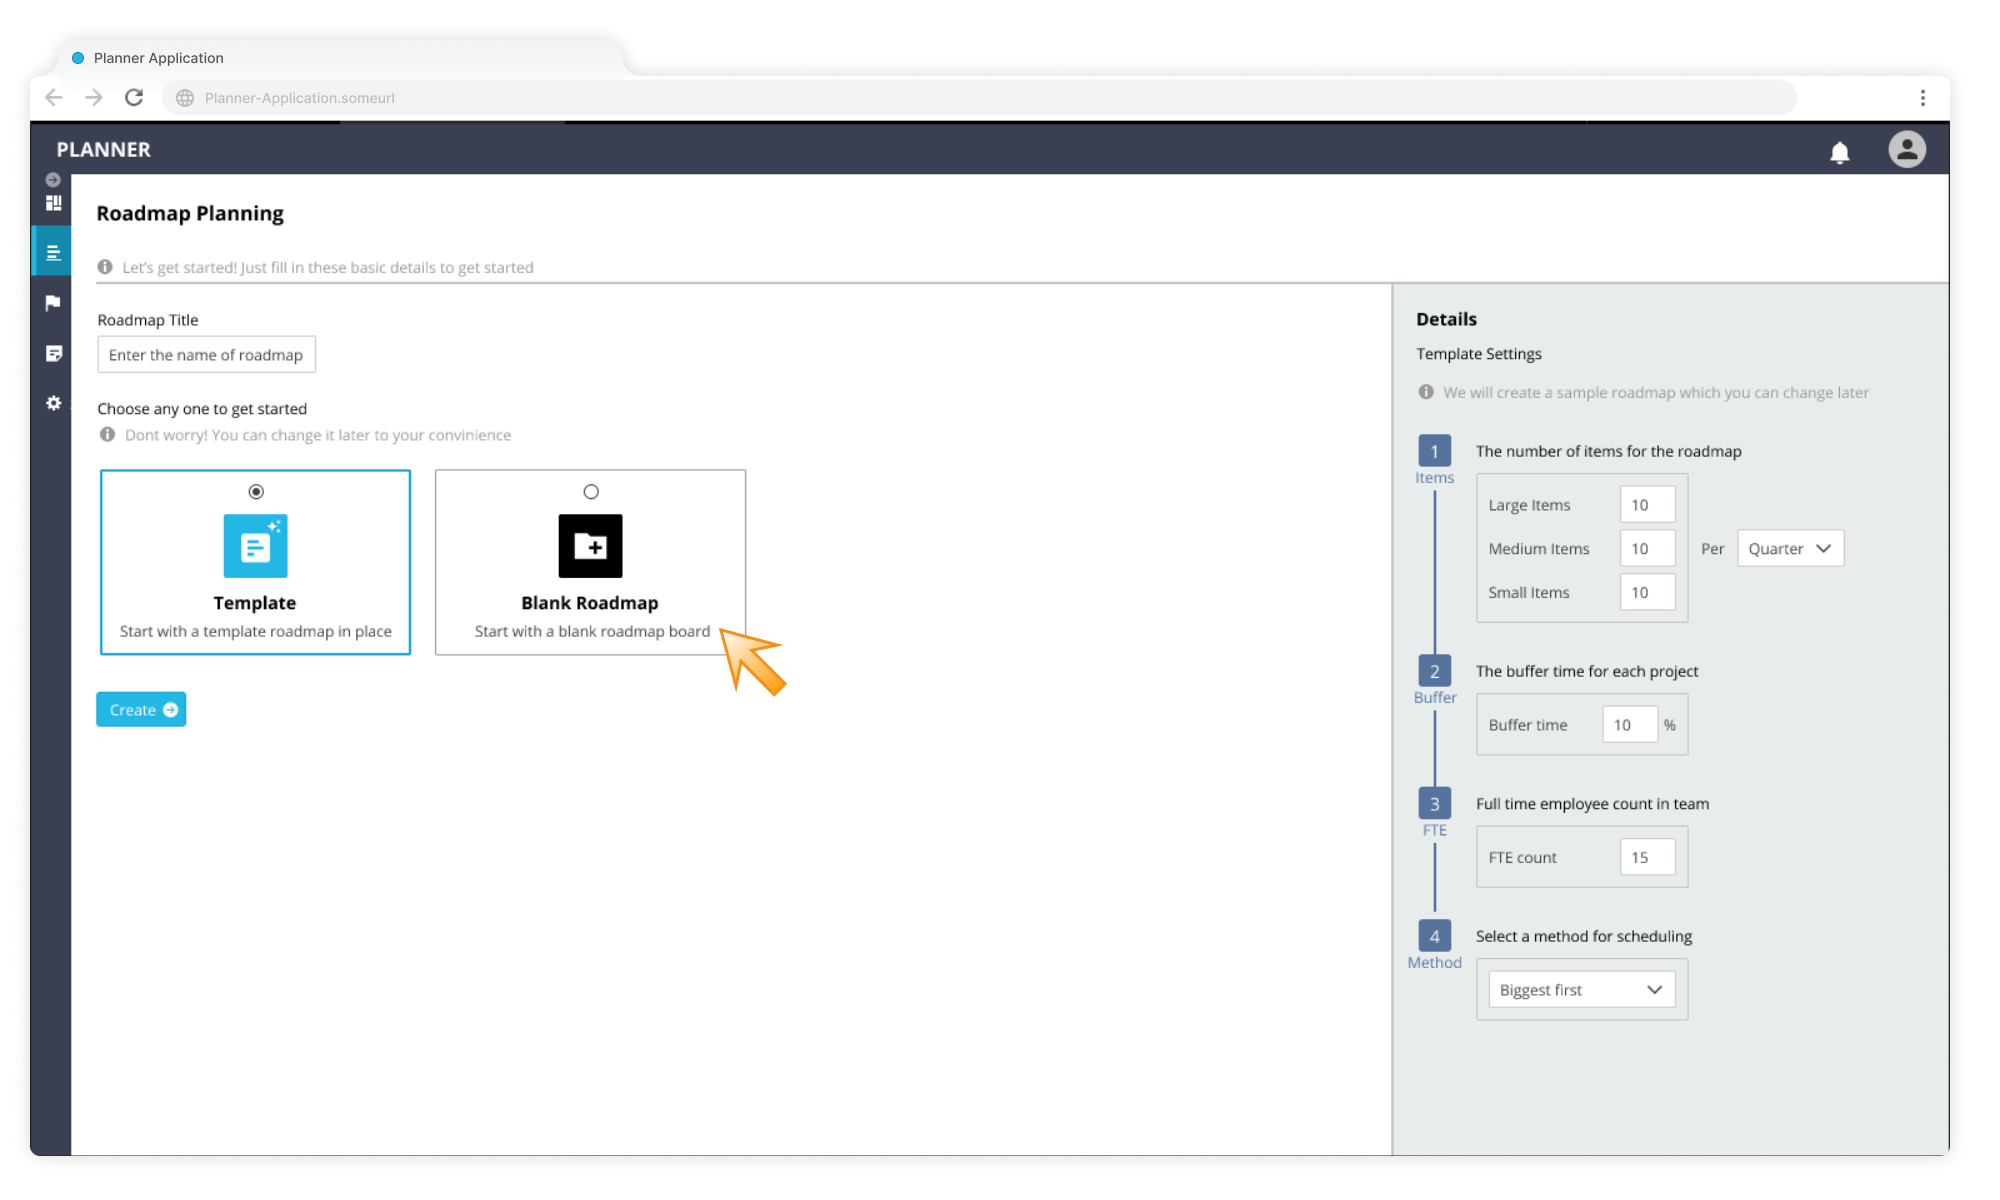 Planner Application
Planner-Application.someurl
PLANNER
Roadmap Planning
Let's get started! Just fill in these basic details to get started
Roadmap Title
Enter the name of roadmap
Choose any one to get started
Dont worry! You can change it later to your convinience
Template
Start with a template roadmap in place
Blank Roadmap
Start with a blank roadmap board
Create
Details
Template Settings
We will create a sample roadmap which you can change later
1
Items
The number of items for the roadmap
Large Items 10
Medium Items 10 Per Quarter
Small Items 10
2
Buffer
The buffer time for each project
Buffer time 10 %
3
FTE
Full time employee count in team
FTE count 15
4
Method
Select a method for scheduling
Biggest first